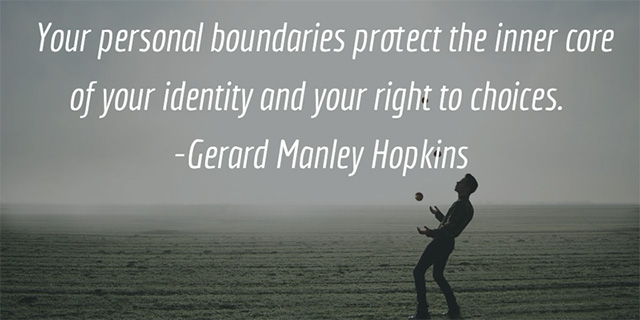 Your personal boundaries protect the inner core
of your identity and your right to choices.
-Gerard Manley Hopkins